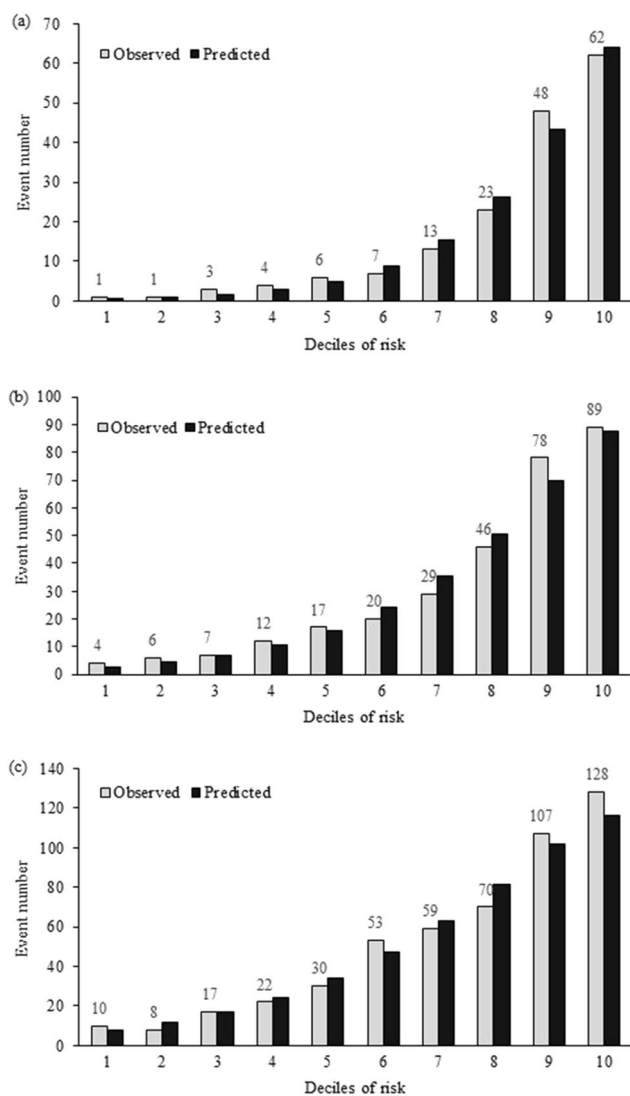 (a)
70
60
50
40
30
20
10
0
Event number
Observed Predicted
1 1 3 4 6 7 13 23 48 62
1 2 3 4 5 6 7 8 9 10
Deciles of risk
(b)
100
90
80
70
60
50
40
30
20
10
0
Event number
Observed Predicted
4 6 7 12 17 20 29 46 78 89
1 2 3 4 5 6 7 8 9 10
Deciles of risk
(c)
140
120
100
80
60
40
20
0
Event number
Observed Predicted
10 8 17 22 30 53 59 70 107 128
1 2 3 4 5 6 7 8 9 10
Deciles of risk